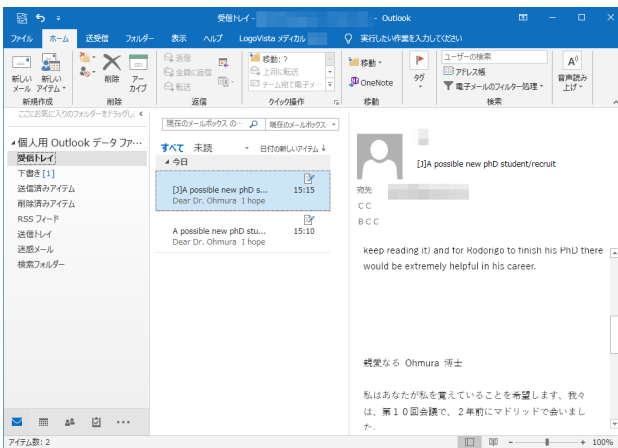 受信トレイ - - Outlook
ファイル ホーム 送受信 フォルダー 表示 ヘルプ LogoVista メディカル 実行したい作業を入力してください
新しい メール
新しい アイテム
削除
アーカイブ
返信
全員に返信
転送
移動: ?
上司に転送
チーム宛て電子メー…
移動
OneNote
タグ
ユーザーの検索
アドレス帳
電子メールのフィルター処理
音声読み上げ
新規作成 削除 返信 クイック操作 移動 検索
ここにお気に入りのフォルダーをドラッグし
個人用 Outlook データ ファ…
受信トレイ
下書き [1]
送信済みアイテム
削除済みアイテム
RSS フィード
送信トレイ
迷惑メール
検索フォルダー
現在のメールボックス の… 現在のメールボックス
すべて 未読 日付の新しいアイテム ↓
今日
[J]A possible new phD s... 15:15
Dear Dr. Ohmura I hope
A possible new phD stu... 15:10
Dear Dr. Ohmura I hope
[J]A possible new phD student/recruit
宛先
CC
BCC
keep reading it) and for Rodorigo to finish his PhD there
would be extremely helpful in his career.
親愛なる Ohmura 博士
私はあなたが私を覚えていることを希望します、我々
は、第１０回会議で、２年前にマドリッドで会いまし
た
アイテム数: 2
100%